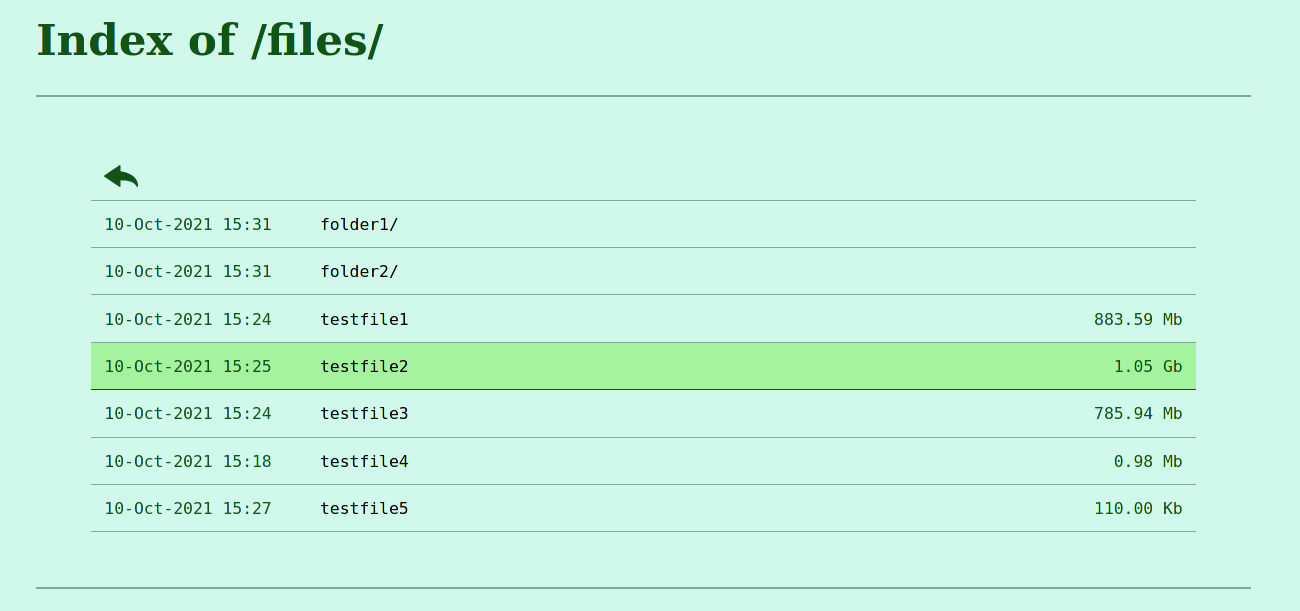 Index of /files/
10-Oct-2021 15:31 folder1/
10-Oct-2021 15:31 folder2/
10-Oct-2021 15:24 testfile1 883.59 Mb
10-Oct-2021 15:25 testfile2 1.05 Gb
10-Oct-2021 15:24 testfile3 785.94 Mb
10-Oct-2021 15:18 testfile4 0.98 Mb
10-Oct-2021 15:27 testfile5 110.00 Kb